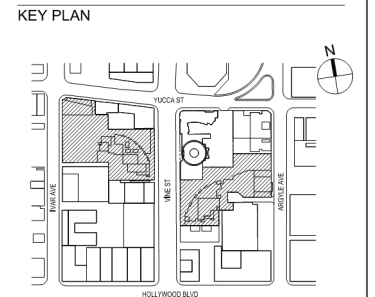 KEY PLAN
N
YUCCA ST
IVAR AVE
VINE ST
ARGYLE AVE
HOLLYWOOD BLVD